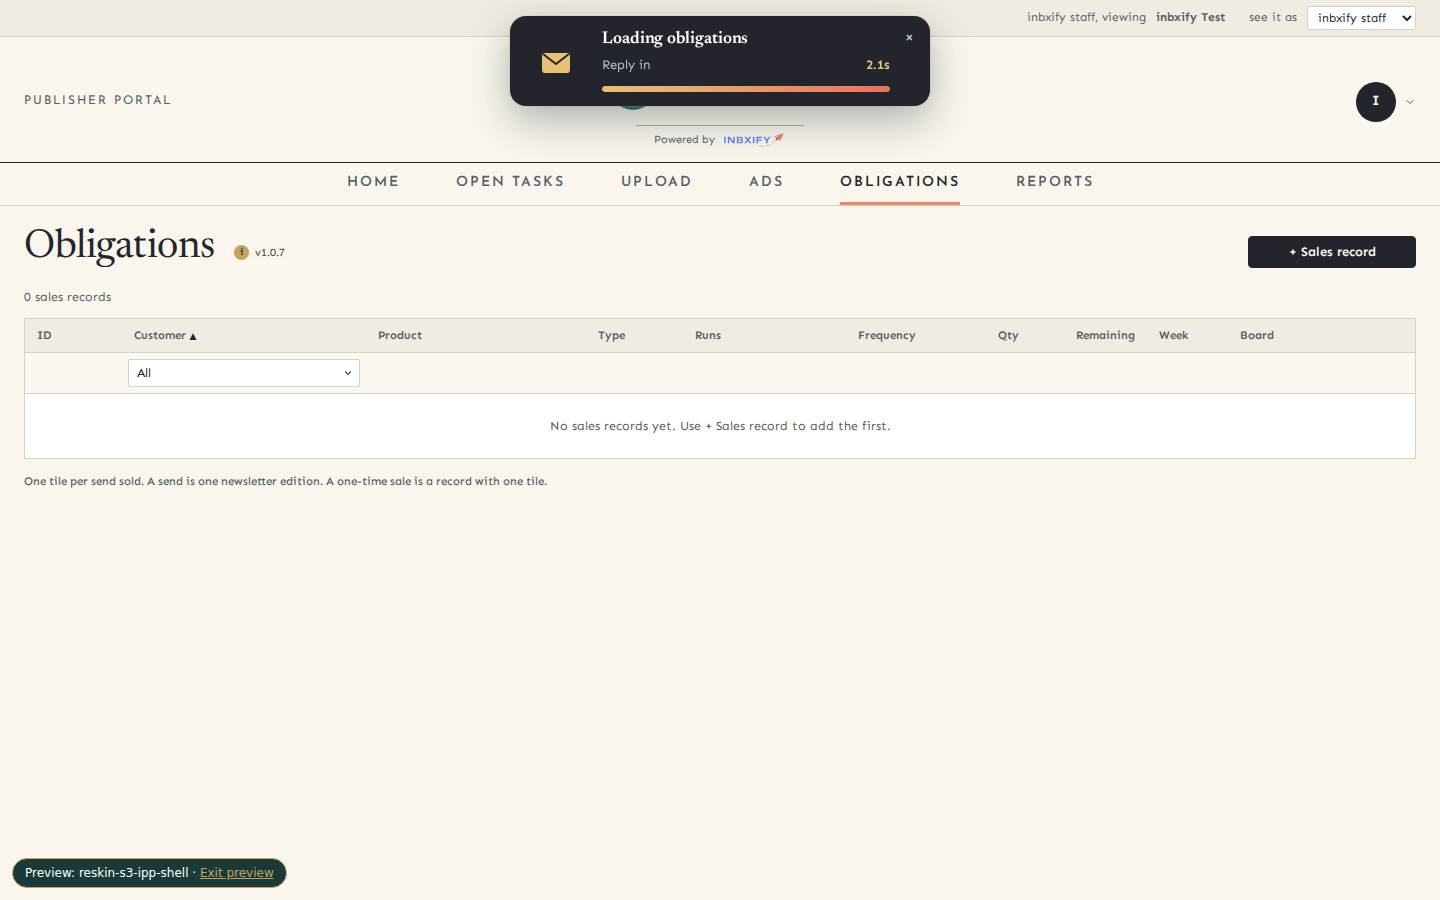 inbxify staff, viewing inbxify Test see it as inbxify staff
Loading obligations ×
Reply in 2.1s
PUBLISHER PORTAL
I
Powered by INBXIFY
HOME OPEN TASKS UPLOAD ADS OBLIGATIONS REPORTS
Obligations i v1.0.7
+ Sales record
0 sales records
ID Customer ▲ Product Type Runs Frequency Qty Remaining Week Board
All
No sales records yet. Use + Sales record to add the first.
One tile per send sold. A send is one newsletter edition. A one-time sale is a record with one tile.
Preview: reskin-s3-ipp-shell · Exit preview